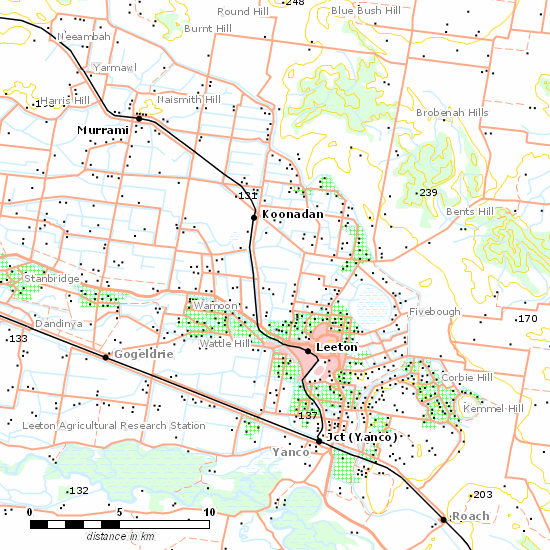 248
Round Hill
Blue Bush Hill
Burnt Hill
Neeambah
Yarmawl
Harris Hill
Naismith Hill
Brobenah Hills
Murrami
239
131
Koonadan
Bents Hill
Stanbridge
Wamoon
Fivebough
170
Dandinya
133
Wattle Hill
Leeton
Gogeldrie
Corbie Hill
Kemmel Hill
137
Leeton Agricultural Research Station
Jct (Yanco)
Yanco
132
203
0 5 10
Roach
distance in km